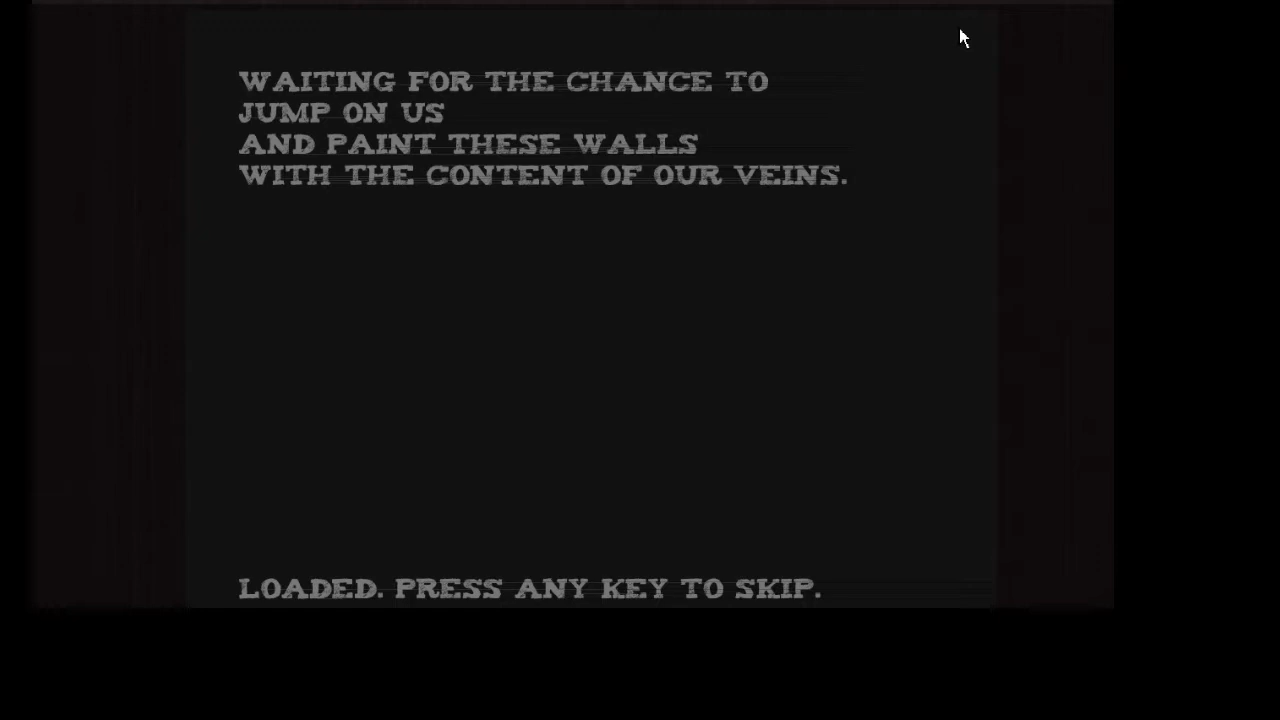 WAITING FOR THE CHANCE TO
JUMP ON US
AND PAINT THESE WALLS
WITH THE CONTENT OF OUR VEINS.
LOADED. PRESS ANY KEY TO SKIP.